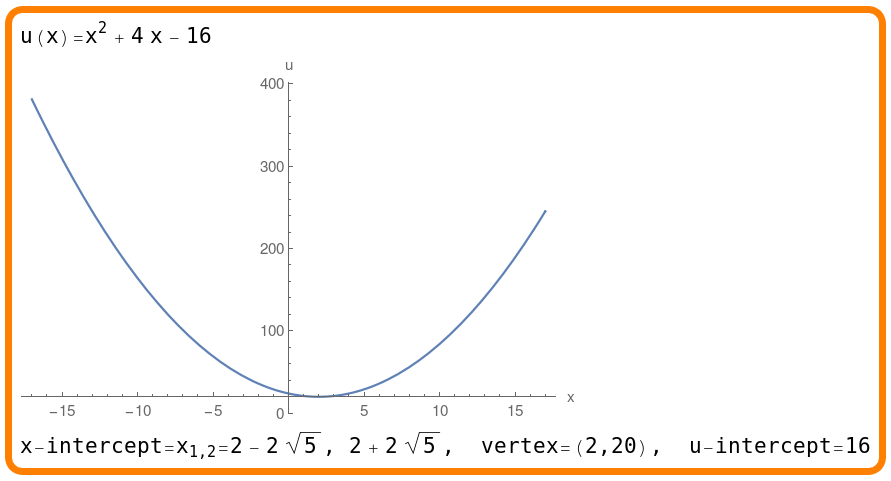 u(x)=x² + 4 x − 16
u
400
300
200
100
0
−15 −10 −5 5 10 15 x
x−intercept=x₁,₂=2 − 2 √5, 2 + 2 √5, vertex=(2,20), u−intercept=16